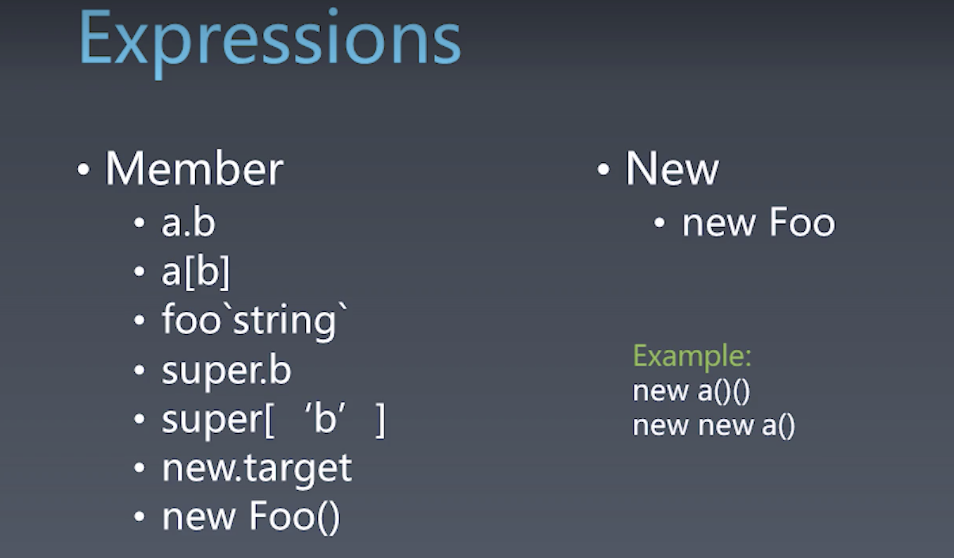 Expressions
• Member
• a.b
• a[b]
• foo`string`
• super.b
• super[ ‘b’ ]
• new.target
• new Foo()
• New
• new Foo
Example:
new a()()
new new a()